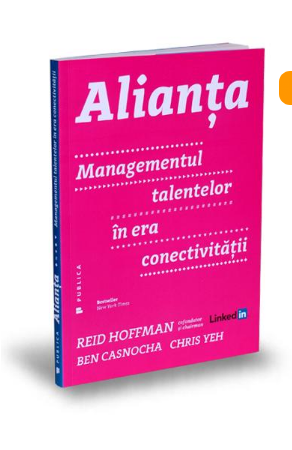 Alianța
Managementul
talentelor
în era
conectivității
PUBLICA
Bestseller
New York Times
REID HOFFMAN cofondator și chairman LinkedIn
BEN CASNOCHA CHRIS YEH
Alianța Managementul talentelor în era conectivității
PUBLICA